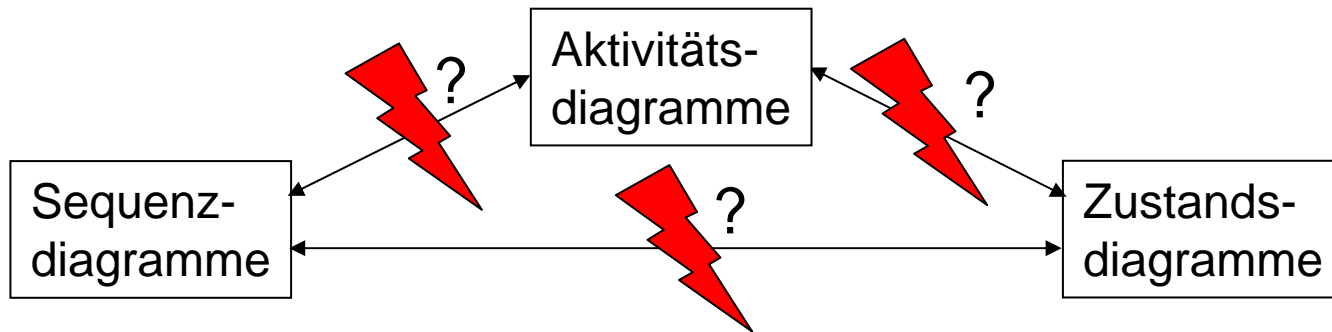 Aktivitäts-
diagramme
?
?
Sequenz-
diagramme
?
Zustands-
diagramme